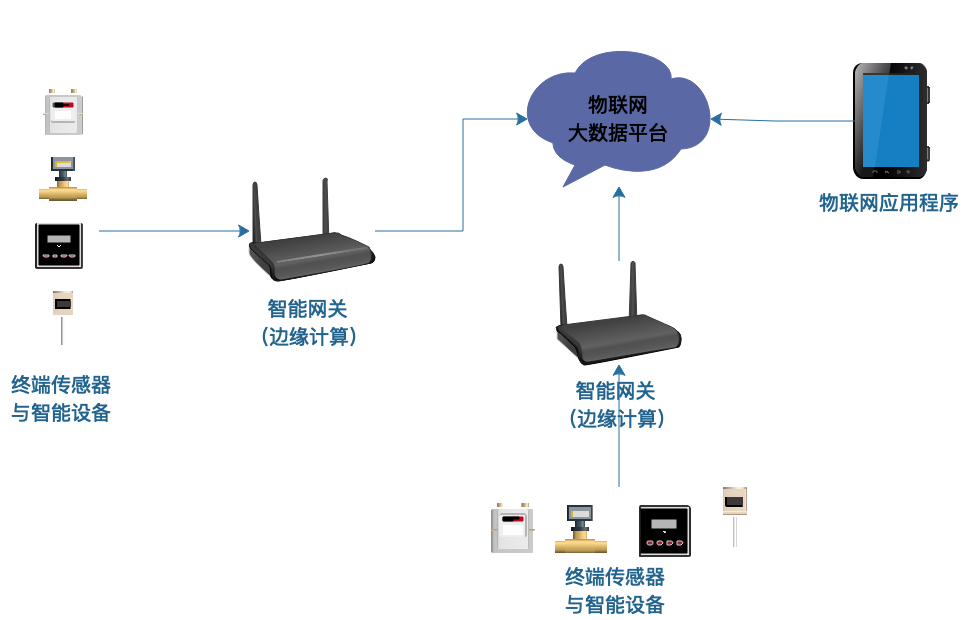 物联网
大数据平台
物联网应用程序
智能网关
（边缘计算）
终端传感器
与智能设备
智能网关
（边缘计算）
终端传感器
与智能设备